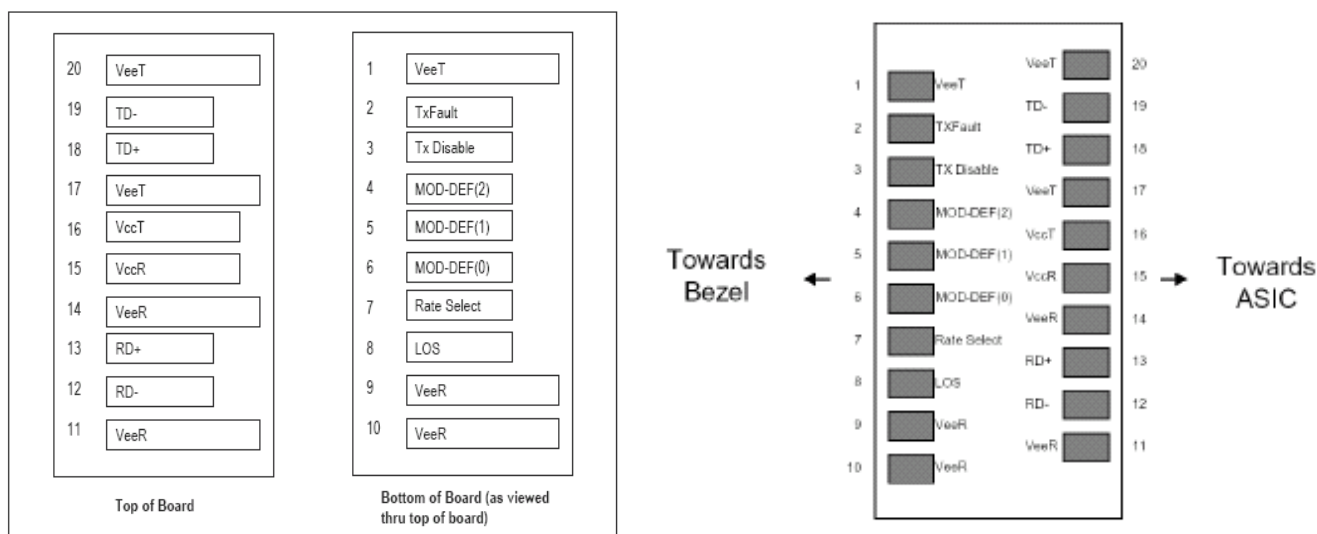 20 VeeT
19 TD-
18 TD+
17 VeeT
16 VccT
15 VccR
14 VeeR
13 RD+
12 RD-
11 VeeR
Top of Board
1 VeeT
2 TxFault
3 Tx Disable
4 MOD-DEF(2)
5 MOD-DEF(1)
6 MOD-DEF(0)
7 Rate Select
8 LOS
9 VeeR
10 VeeR
Bottom of Board (as viewed
thru top of board)
Towards
Bezel
1 VeeT
2 TXFault
3 TX Disable
4 MOD-DEF(2)
5 MOD-DEF(1)
6 MOD-DEF(0)
7 Rate Select
8 LOS
9 VeeR
10 VeeR
VeeT 20
TD- 19
TD+ 18
VeeT 17
VccT 16
VccR 15
VeeR 14
RD+ 13
RD- 12
VeeR 11
Towards
ASIC